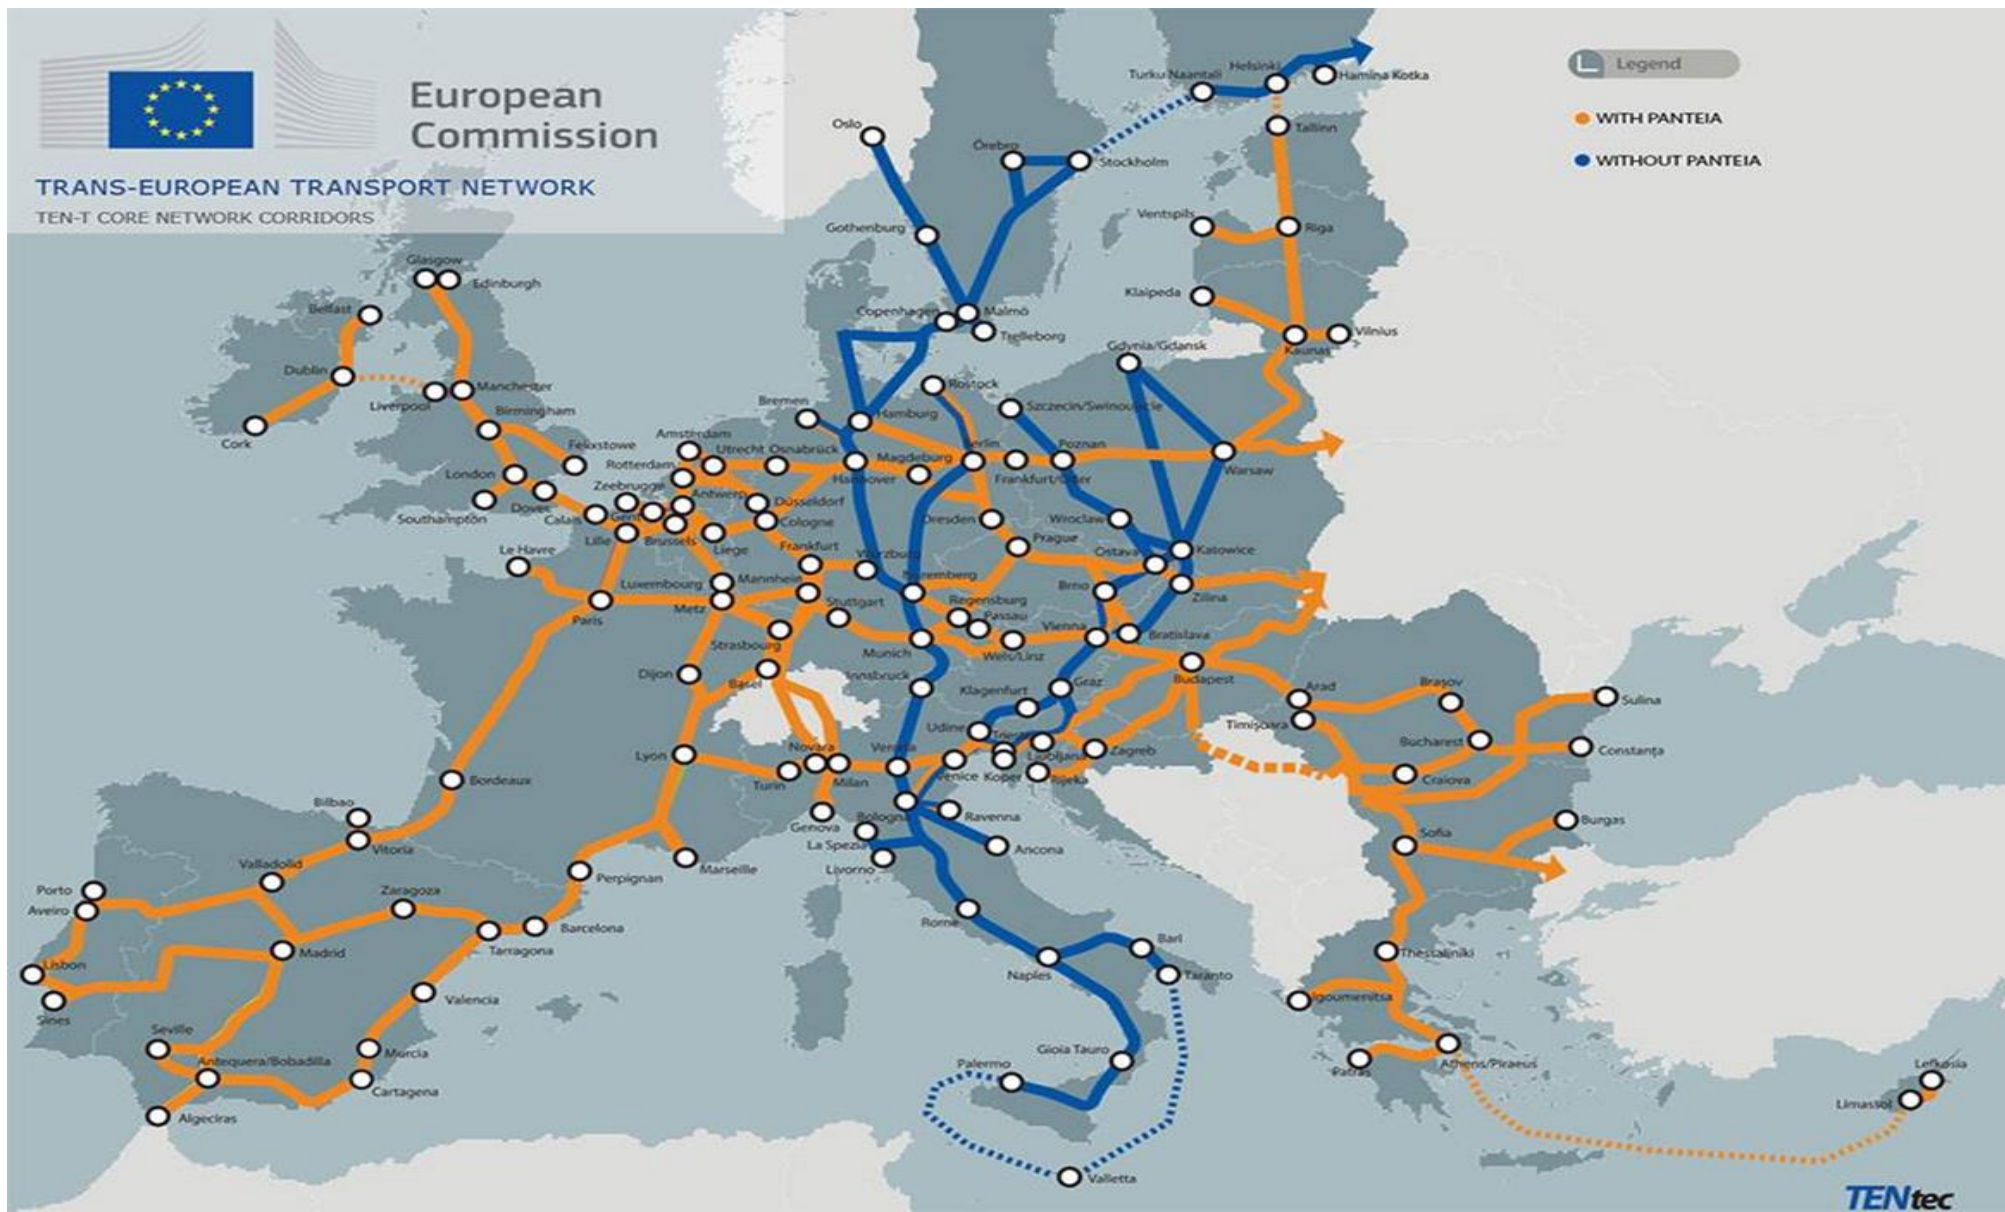 European
Commission
TRANS-EUROPEAN TRANSPORT NETWORK
TEN-T CORE NETWORK CORRIDORS
Legend
WITH PANTEIA
WITHOUT PANTEIA
Turku Naantali
Helsinki
Hamina Kotka
Oslo
Örebro
Stockholm
Tallinn
Ventspils
Riga
Gothenburg
Glasgow
Edinburgh
Klaipeda
Belfast
Copenhagen
Malmö
Trelleborg
Vilnius
Kaunas
Gdynia/Gdansk
Dublin
Manchester
Liverpool
Rostock
Bremen
Hamburg
Szczecin/Swinoujscie
Birmingham
Cork
Felixstowe
Amsterdam
Utrecht
Osnabrück
Magdeburg
Berlin
Poznan
Warsaw
London
Rotterdam
Hannover
Frankfurt/Oder
Zeebrugge
Antwerp
Düsseldorf
Southampton
Dover
Calais
Gent
Cologne
Dresden
Wroclaw
Lille
Brussels
Liege
Prague
Ostava
Katowice
Le Havre
Frankfurt
Würzburg
Luxembourg
Mannheim
Nuremberg
Brno
Zilina
Metz
Stuttgart
Regensburg
Paris
Passau
Vienna
Bratislava
Strasbourg
Munich
Wels/Linz
Dijon
Basel
Innsbruck
Klagenfurt
Graz
Budapest
Arad
Brasov
Sulina
Udine
Timişoara
Lyon
Novara
Verona
Trieste
Ljubljana
Zagreb
Bucharest
Constanţa
Turin
Milan
Venice
Koper
Rijeka
Craiova
Bordeaux
Bilbao
Genova
Bologna
Ravenna
Burgas
Vitoria
La Spezia
Ancona
Sofia
Valladolid
Marseille
Livorno
Perpignan
Porto
Zaragoza
Aveiro
Barcelona
Rome
Bari
Madrid
Tarragona
Thessaloniki
Lisbon
Naples
Taranto
Valencia
Igoumenitsa
Sines
Seville
Murcia
Gioia Tauro
Antequera/Bobadilla
Palermo
Patras
Athens/Piraeus
Lefkosia
Cartagena
Limassol
Algeciras
Valletta
TENtec